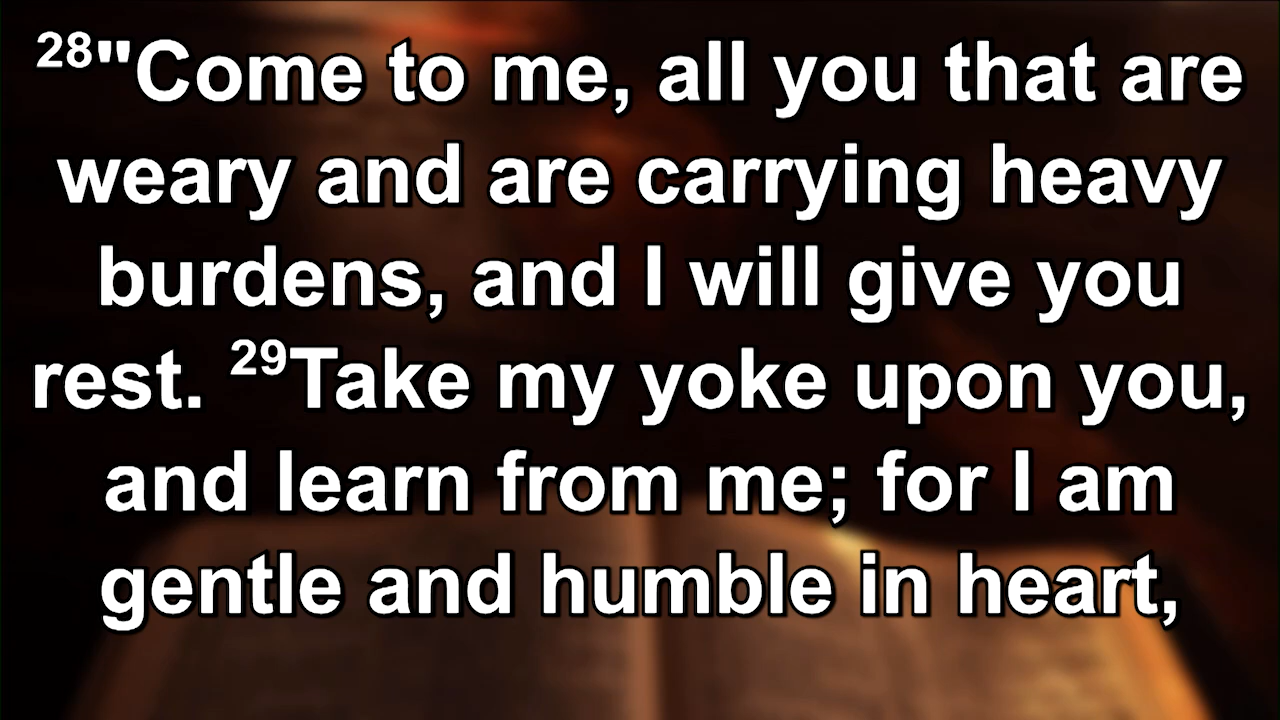 28"Come to me, all you that are
weary and are carrying heavy
burdens, and I will give you
rest. 29Take my yoke upon you,
and learn from me; for I am
gentle and humble in heart,